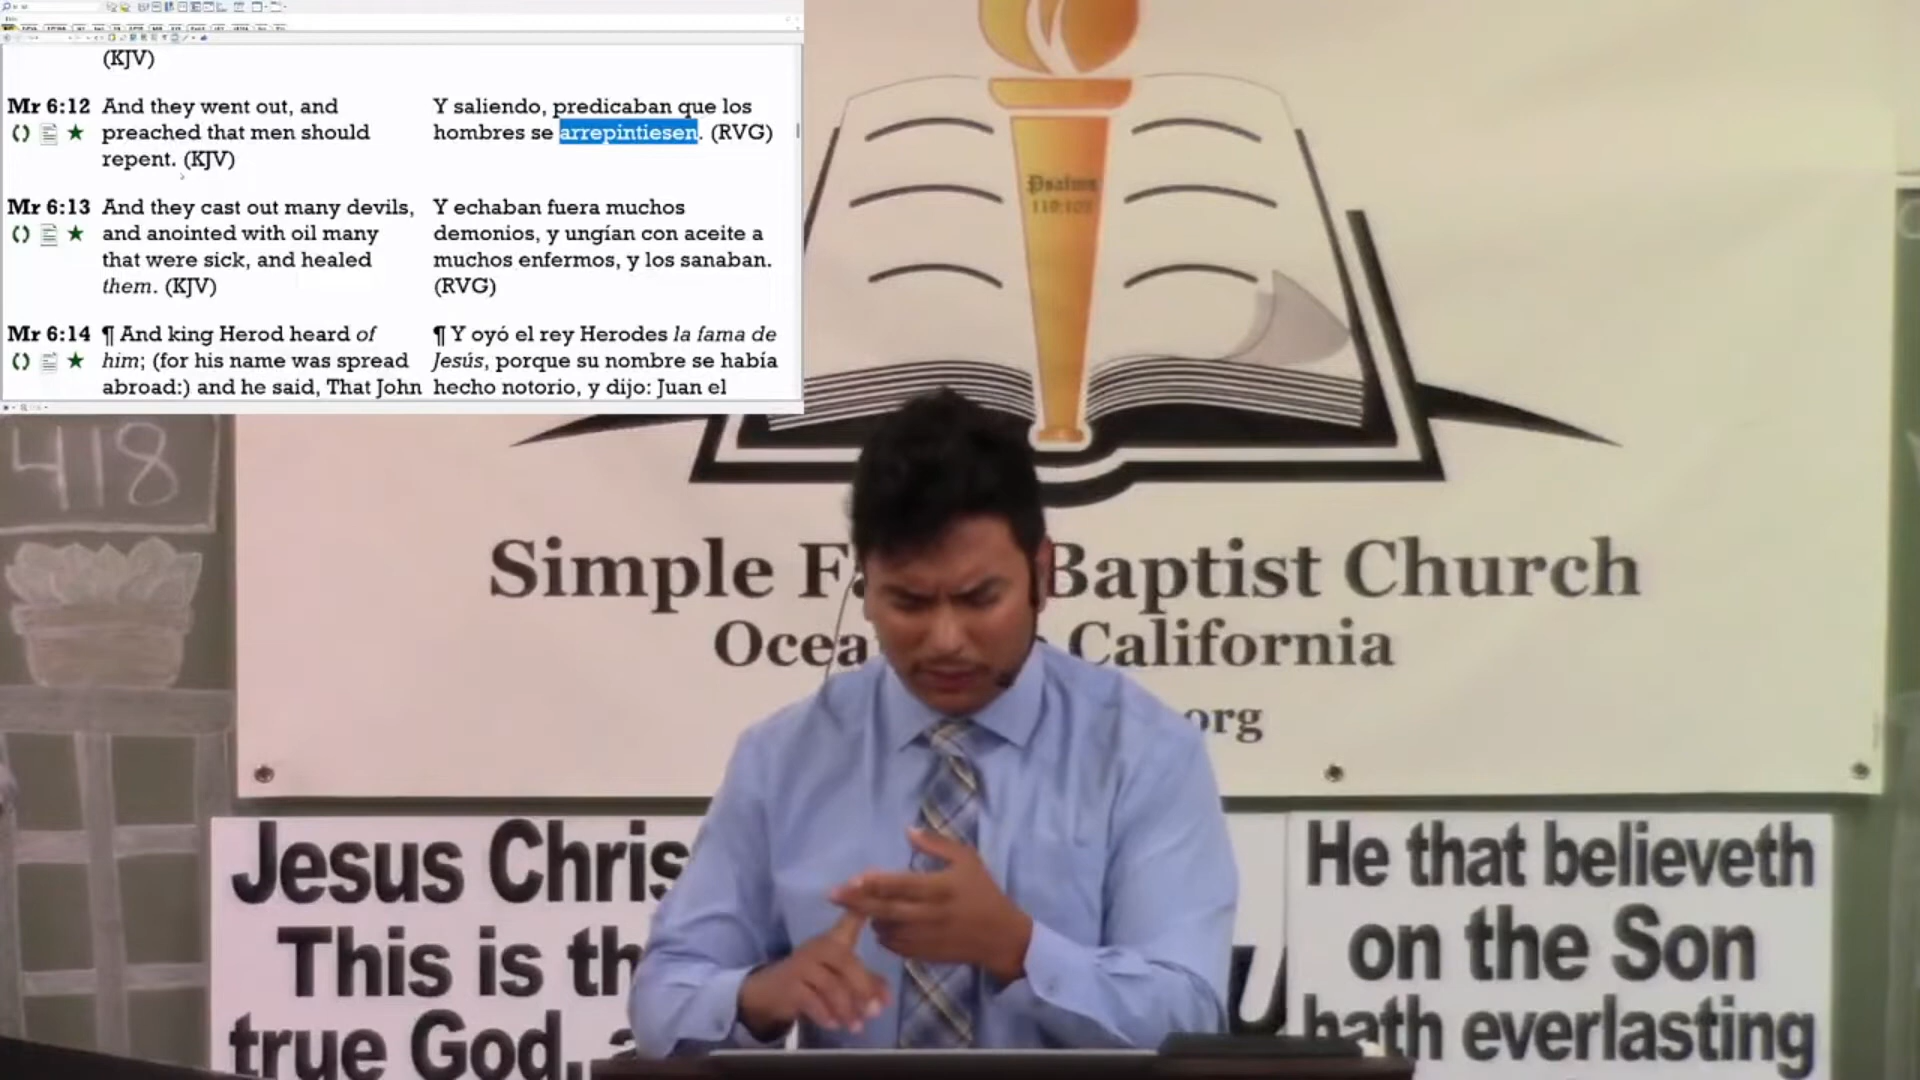 (KJV)
Mr 6:12 And they went out, and
preached that men should
repent. (KJV)
Y saliendo, predicaban que los
hombres se arrepintiesen. (RVG)
Mr 6:13 And they cast out many devils,
and anointed with oil many
that were sick, and healed
them. (KJV)
Y echaban fuera muchos
demonios, y ungían con aceite a
muchos enfermos, y los sanaban.
(RVG)
Mr 6:14 ¶ And king Herod heard of
him; (for his name was spread
abroad:) and he said, That John
¶ Y oyó el rey Herodes la fama de
Jesús, porque su nombre se había
hecho notorio, y dijo: Juan el
Psalms
418
Simple Fa Baptist Church
Ocea California
org
Jesus Chris
This is th
true God, a
He that believeth
on the Son
hath everlasting